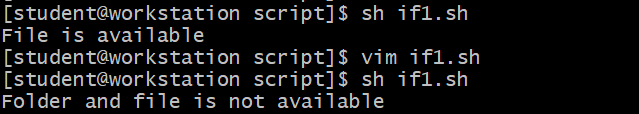 [student@workstation script]$ sh if1.sh
File is available
[student@workstation script]$ vim if1.sh
[student@workstation script]$ sh if1.sh
Folder and file is not available